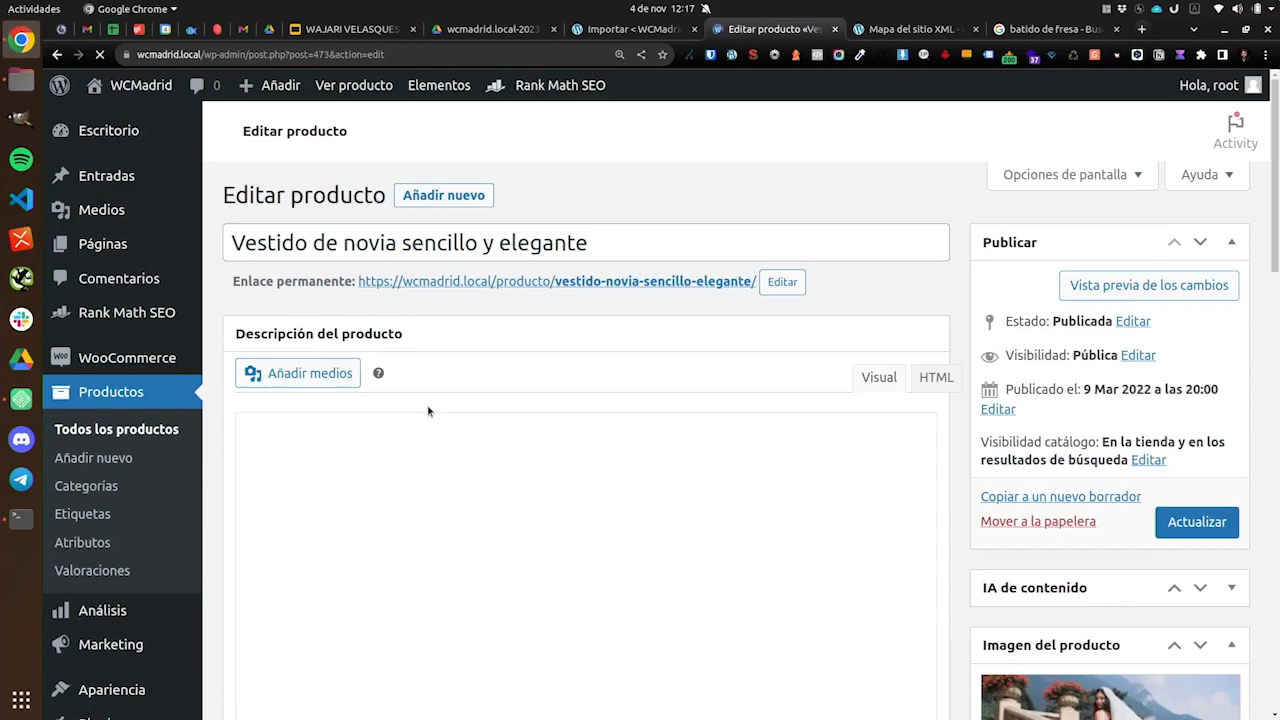 Actividades
Google Chrome
4 de nov 12:17
WAJARI VELASQUES
wcmadrid.local-2023
Importar < WCMadri
Editar producto «Ves
Mapa del sitio XML -
batido de fresa - Bus
wcmadrid.local/wp-admin/post.php?post=473&action=edit
200
37
WCMadrid
0
Añadir
Ver producto
Elementos
Rank Math SEO
Hola, root
Escritorio
Entradas
Medios
Páginas
Comentarios
Rank Math SEO
WooCommerce
Productos
Todos los productos
Añadir nuevo
Categorías
Etiquetas
Atributos
Valoraciones
Análisis
Marketing
Apariencia
Editar producto
Activity
Opciones de pantalla
Ayuda
Editar producto
Añadir nuevo
Vestido de novia sencillo y elegante
Enlace permanente: https://wcmadrid.local/producto/vestido-novia-sencillo-elegante/
Editar
Descripción del producto
Añadir medios
Visual
HTML
Publicar
Vista previa de los cambios
Estado: Publicada Editar
Visibilidad: Pública Editar
Publicado el: 9 Mar 2022 a las 20:00
Editar
Visibilidad catálogo: En la tienda y en los
resultados de búsqueda Editar
Copiar a un nuevo borrador
Mover a la papelera
Actualizar
IA de contenido
Imagen del producto